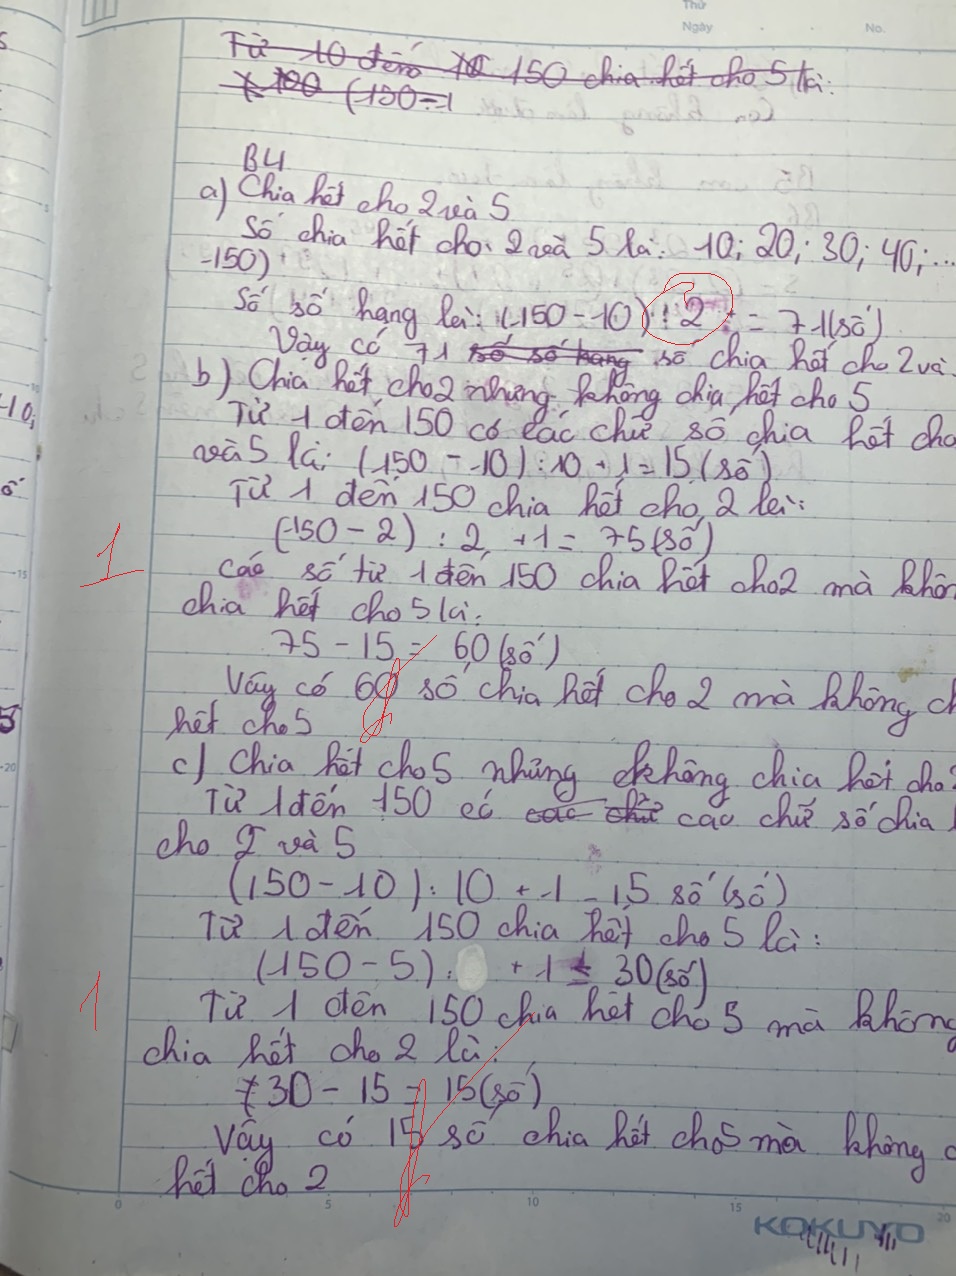 Thứ
Ngày No.
Từ 10 đến 10 150 chia hết cho 5 là:
(150-1
B4
a) Chia hết cho 2 và 5
Số chia hết cho 2 và 5 là: 10; 20; 30; 40; ...
150)
Số số hạng là: (150 - 10) : 2 = 71 (số)
Vậy có 71 số số hạng số chia hết cho 2 và
b) Chia hết cho 2 nhưng không chia hết cho 5
Từ 1 đến 150 có các chữ số chia hết cho
và 5 là: (150 - 10) : 10 + 1 = 15 (số)
Từ 1 đến 150 chia hết cho 2 là:
(150 - 2) : 2 + 1 = 75 (số)
1
các số từ 1 đến 150 chia hết cho 2 mà khôn
chia hết cho 5 là:
75 - 15 = 60 (số)
Vậy có 60 số chia hết cho 2 mà không ch
hết cho 5
c) Chia hết cho 5 nhưng không chia hết cho
Từ 1 đến 150 có các chữ các chữ số chia
cho 2 và 5
(150 - 10) : 10 + 1 = 15 số (số)
Từ 1 đến 150 chia hết cho 5 là:
(150 - 5) : + 1 = 30 (số)
1
Từ 1 đến 150 chia hết cho 5 mà không
chia hết cho 2 là:
30 - 15 = 15 (số)
Vậy có 15 số chia hết cho 5 mà không c
hết cho 2
0 5 10 15 20
KOKUYO